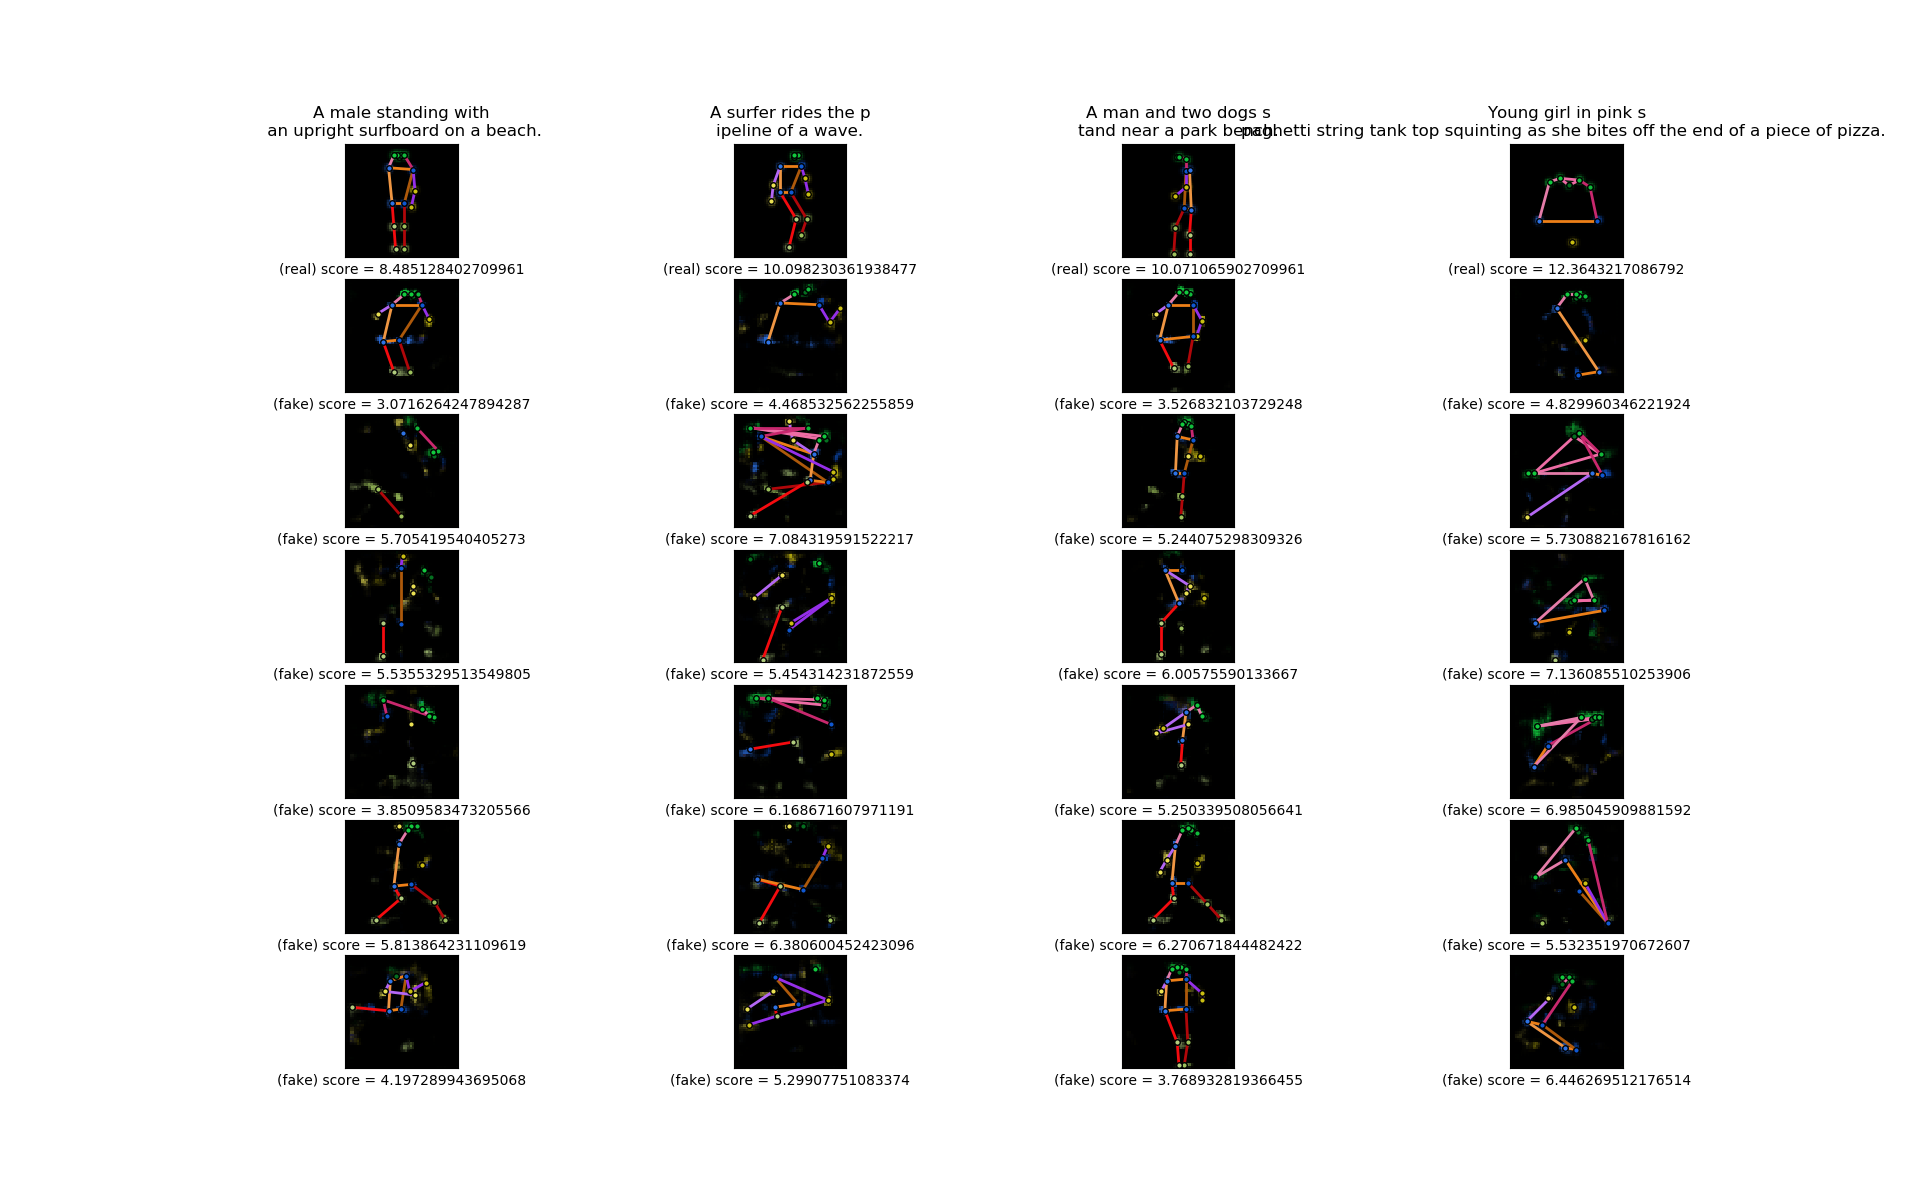 A male standing with
an upright surfboard on a beach.
A surfer rides the p
ipeline of a wave.
A man and two dogs s
tand near a park bench.
Young girl in pink s
paghetti string tank top squinting as she bites off the end of a piece of pizza.
(real) score = 8.485128402709961
(real) score = 10.098230361938477
(real) score = 10.071065902709961
(real) score = 12.3643217086792
(fake) score = 3.0716264247894287
(fake) score = 4.468532562255859
(fake) score = 3.526832103729248
(fake) score = 4.829960346221924
(fake) score = 5.705419540405273
(fake) score = 7.084319591522217
(fake) score = 5.244075298309326
(fake) score = 5.730882167816162
(fake) score = 5.5355329513549805
(fake) score = 5.454314231872559
(fake) score = 6.00575590133667
(fake) score = 7.136085510253906
(fake) score = 3.8509583473205566
(fake) score = 6.168671607971191
(fake) score = 5.250339508056641
(fake) score = 6.985045909881592
(fake) score = 5.813864231109619
(fake) score = 6.380600452423096
(fake) score = 6.270671844482422
(fake) score = 5.532351970672607
(fake) score = 4.197289943695068
(fake) score = 5.29907751083374
(fake) score = 3.768932819366455
(fake) score = 6.446269512176514